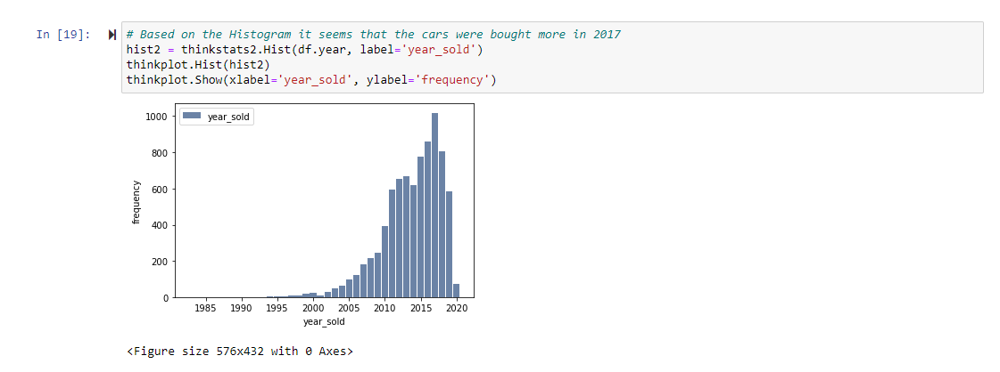 In [19]:
# Based on the Histogram it seems that the cars were bought more in 2017
hist2 = thinkstats2.Hist(df.year, label='year_sold')
thinkplot.Hist(hist2)
thinkplot.Show(xlabel='year_sold', ylabel='frequency')
year_sold
1000
800
600
400
200
0
frequency
1985 1990 1995 2000 2005 2010 2015 2020
year_sold
<Figure size 576x432 with 0 Axes>